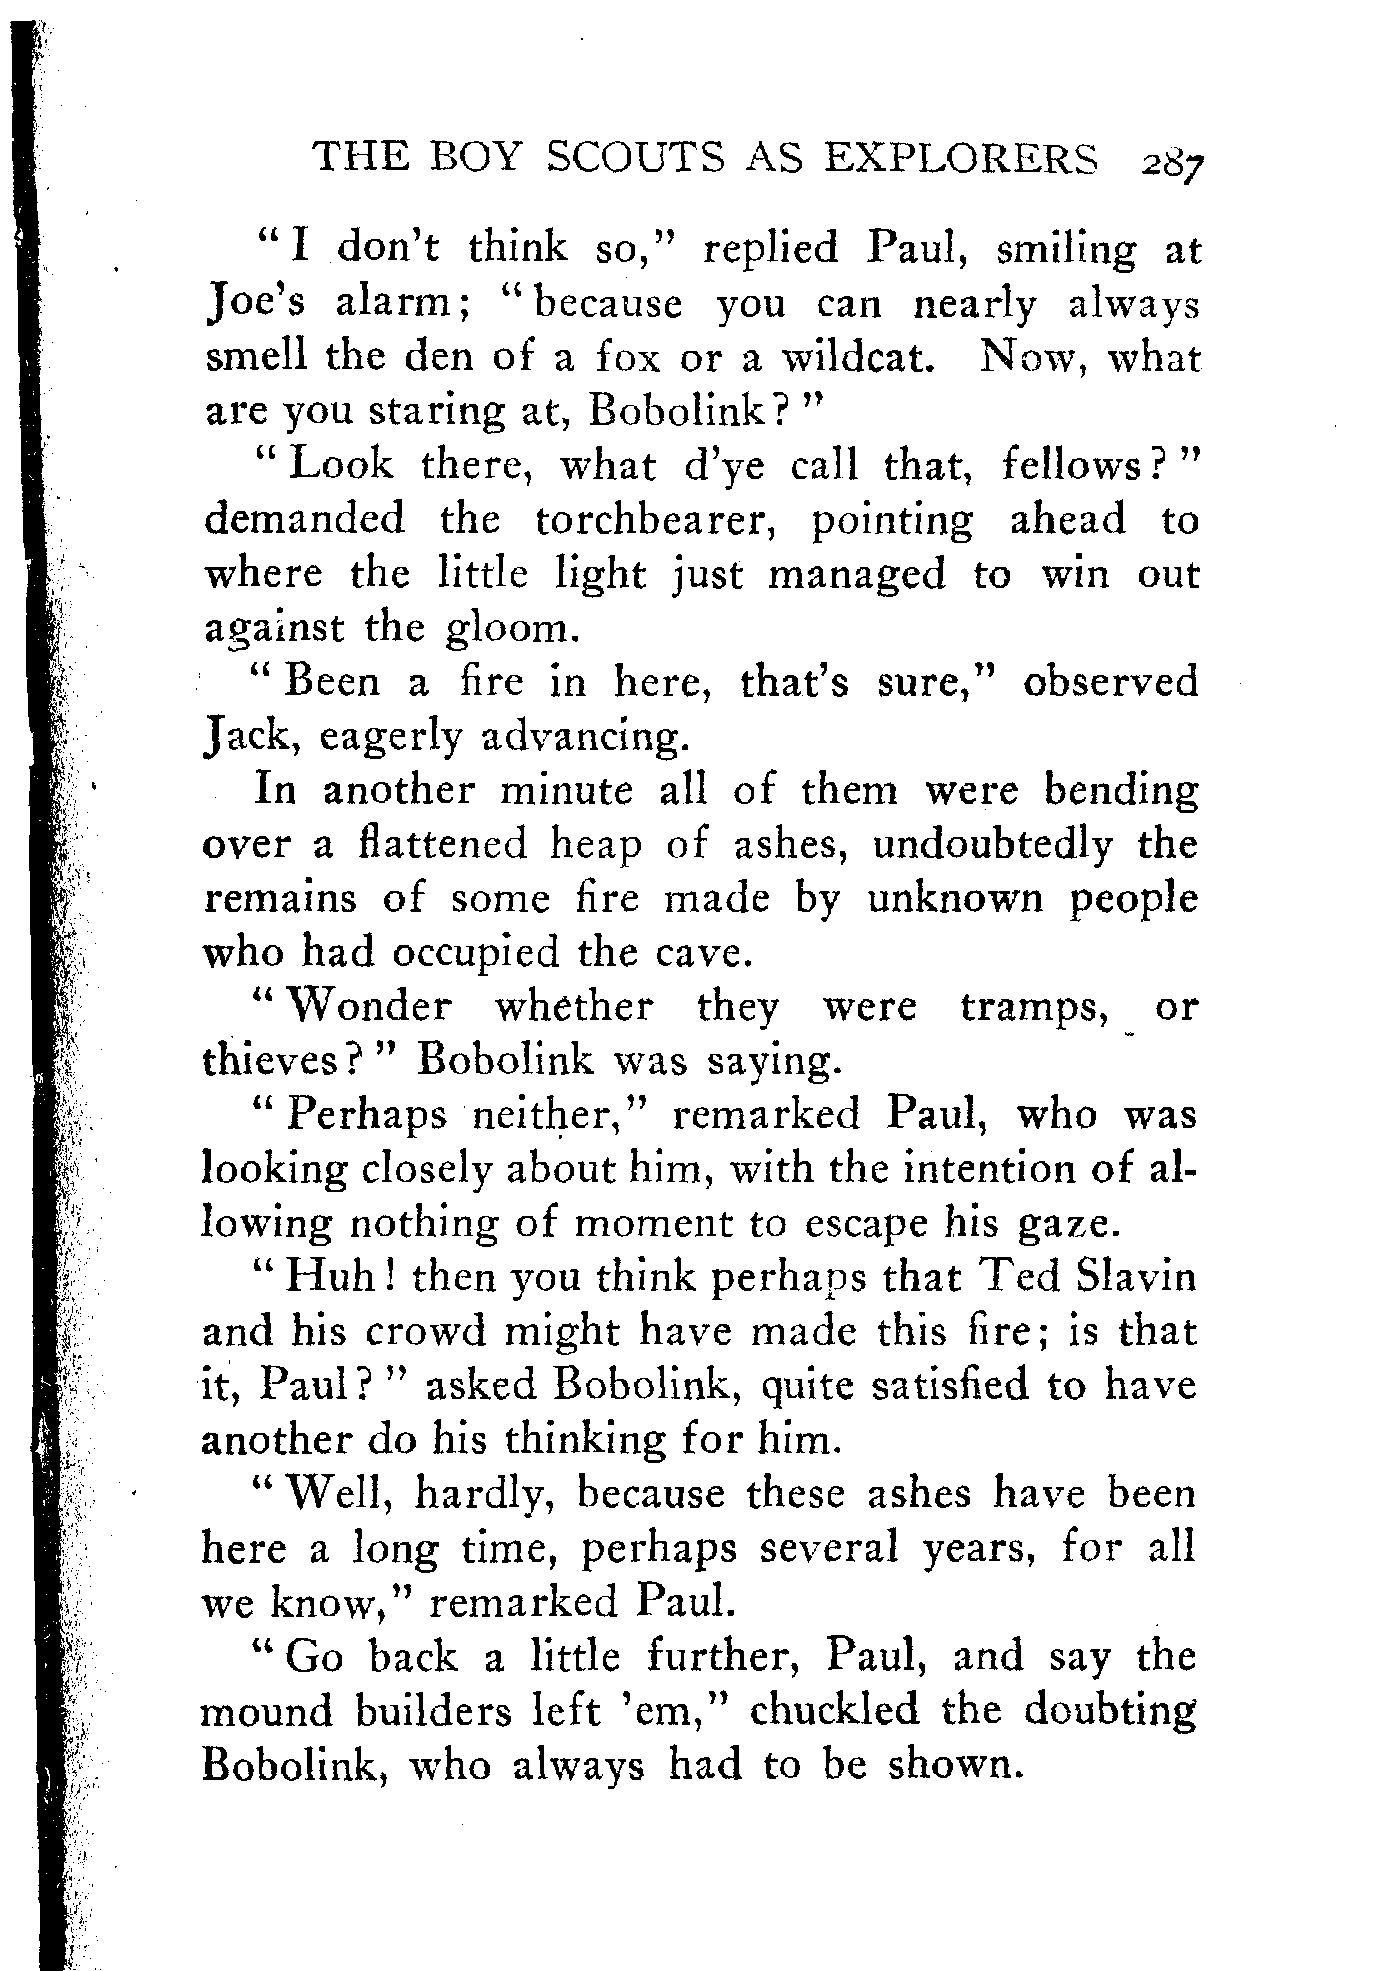 THE BOY SCOUTS AS EXPLORERS 287
"I don't think so," replied Paul, smiling at
Joe's alarm; "because you can nearly always
smell the den of a fox or a wildcat. Now, what
are you staring at, Bobolink?"
"Look there, what d'ye call that, fellows?"
demanded the torchbearer, pointing ahead to
where the little light just managed to win out
against the gloom.
"Been a fire in here, that's sure," observed
Jack, eagerly advancing.
In another minute all of them were bending
over a flattened heap of ashes, undoubtedly the
remains of some fire made by unknown people
who had occupied the cave.
"Wonder whether they were tramps, or
thieves?" Bobolink was saying.
"Perhaps neither," remarked Paul, who was
looking closely about him, with the intention of al-
lowing nothing of moment to escape his gaze.
"Huh! then you think perhaps that Ted Slavin
and his crowd might have made this fire; is that
it, Paul?" asked Bobolink, quite satisfied to have
another do his thinking for him.
"Well, hardly, because these ashes have been
here a long time, perhaps several years, for all
we know," remarked Paul.
"Go back a little further, Paul, and say the
mound builders left 'em," chuckled the doubting
Bobolink, who always had to be shown.